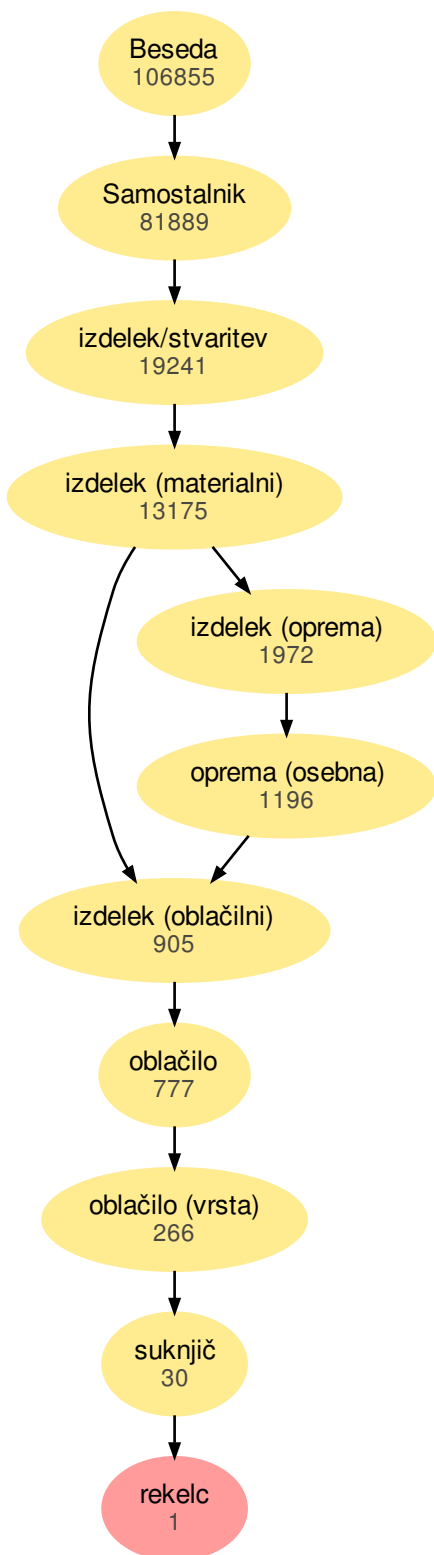 Beseda
106855
Samostalnik
81889
izdelek/stvaritev
19241
izdelek (materialni)
13175
izdelek (oprema)
1972
oprema (osebna)
1196
izdelek (oblačilni)
905
oblačilo
777
oblačilo (vrsta)
266
suknjič
30
rekelc
1